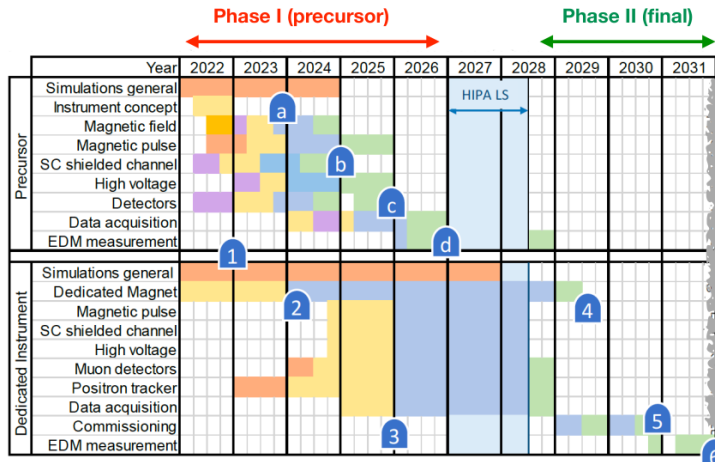 Phase I (precursor) Phase II (final)
Year 2022 2023 2024 2025 2026 2027 2028 2029 2030 2031
Precursor
Simulations general
HIPA LS
Instrument concept
a
Magnetic field
Magnetic pulse
b
SC shielded channel
High voltage
Detectors
c
Data acquisition
d
EDM measurement
1
Dedicated Instrument
Simulations general
Dedicated Magnet
2
4
Magnetic pulse
SC shielded channel
High voltage
Muon detectors
Positron tracker
Data acquisition
Commissioning
3
5
EDM measurement
6